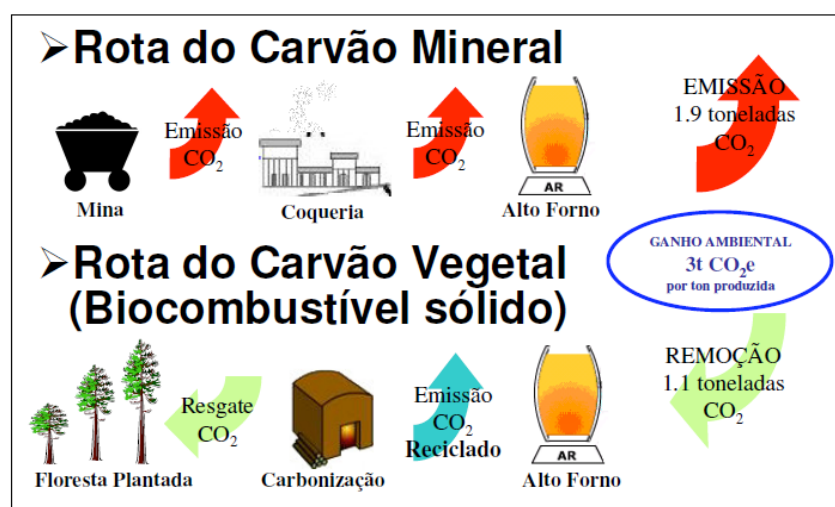 ➢Rota do Carvão Mineral
Emissão
CO₂
Emissão
CO₂
EMISSÃO
1.9 toneladas
CO₂
AR
Mina
Coqueria
Alto Forno
GANHO AMBIENTAL
3t CO₂e
por ton produzida
➢Rota do Carvão Vegetal
(Biocombustível sólido)
Resgate
CO₂
Emissão
CO₂
Reciclado
REMOÇÃO
1.1 toneladas
CO₂
AR
Floresta Plantada
Carbonização
Alto Forno